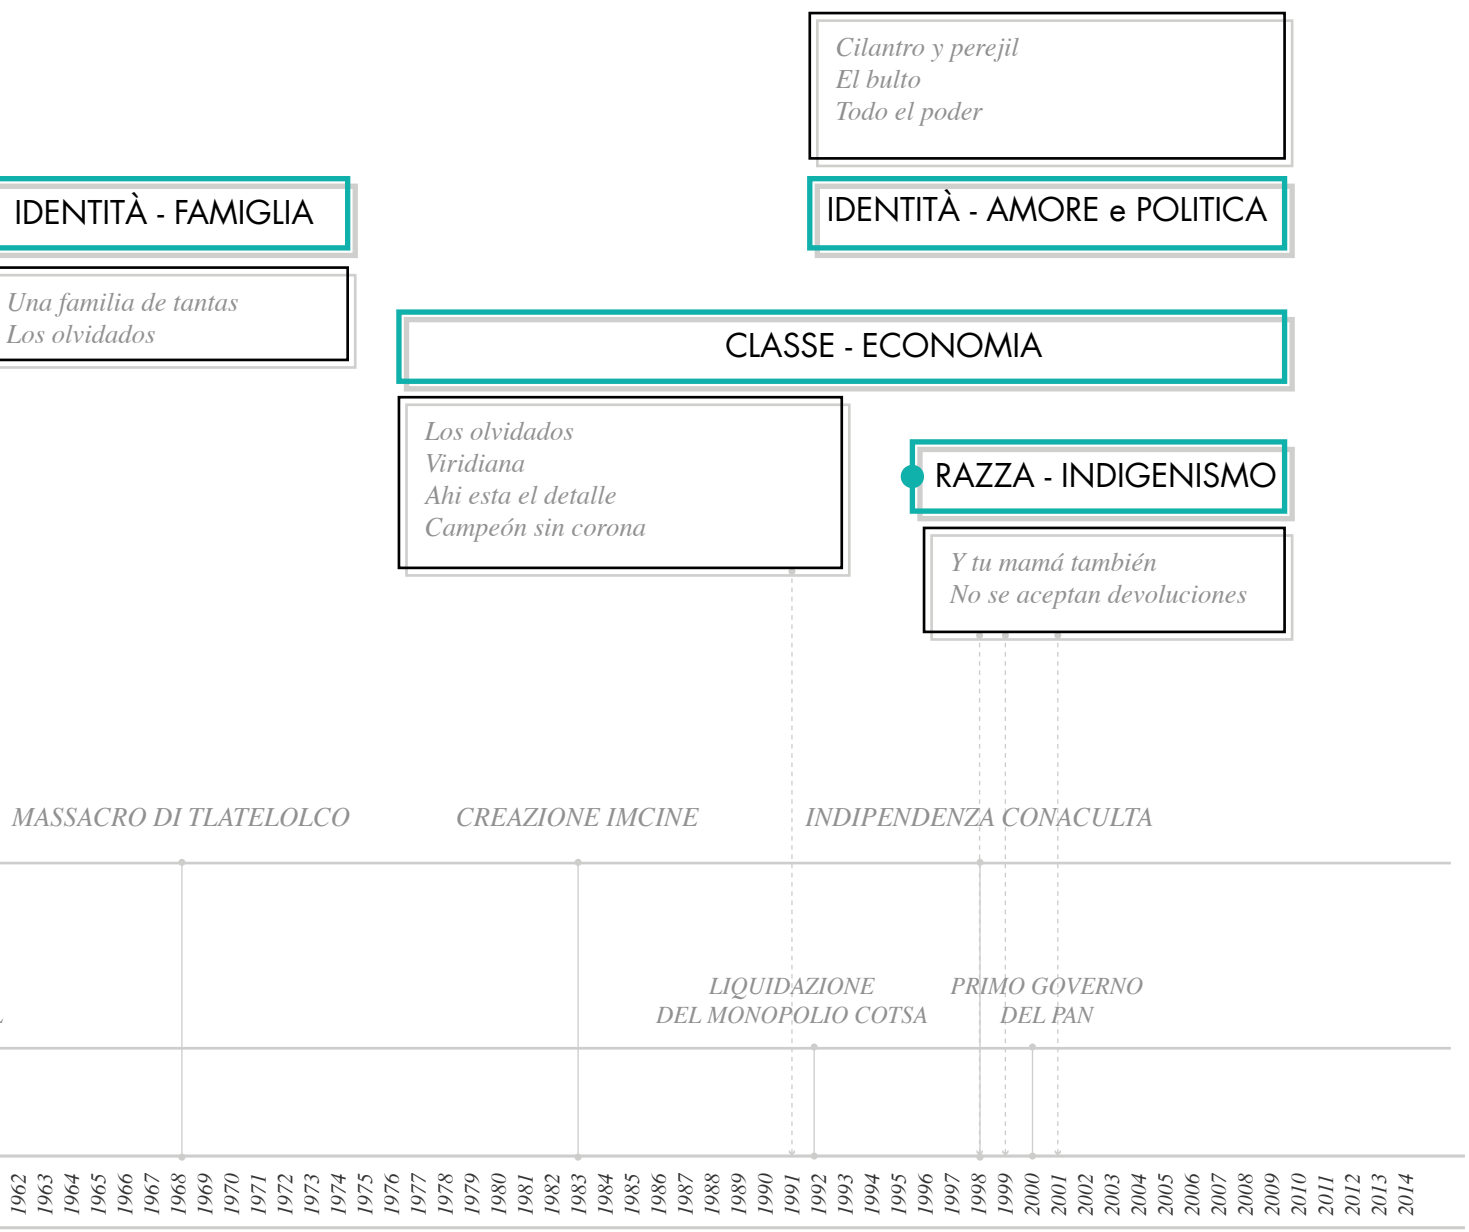 Cilantro y perejil
El bulto
Todo el poder
IDENTITÀ - FAMIGLIA
IDENTITÀ - AMORE e POLITICA
Una familia de tantas
Los olvidados
CLASSE - ECONOMIA
Los olvidados
Viridiana
Ahi esta el detalle
Campeón sin corona
RAZZA - INDIGENISMO
Y tu mamá también
No se aceptan devoluciones
MASSACRO DI TLATELOLCO
CREAZIONE IMCINE
INDIPENDENZA CONACULTA
LIQUIDAZIONE
DEL MONOPOLIO COTSA
PRIMO GOVERNO
DEL PAN
1962
1963
1964
1965
1966
1967
1968
1969
1970
1971
1972
1973
1974
1975
1976
1977
1978
1979
1980
1981
1982
1983
1984
1985
1986
1987
1988
1989
1990
1991
1992
1993
1994
1995
1996
1997
1998
1999
2000
2001
2002
2003
2004
2005
2006
2007
2008
2009
2010
2011
2012
2013
2014